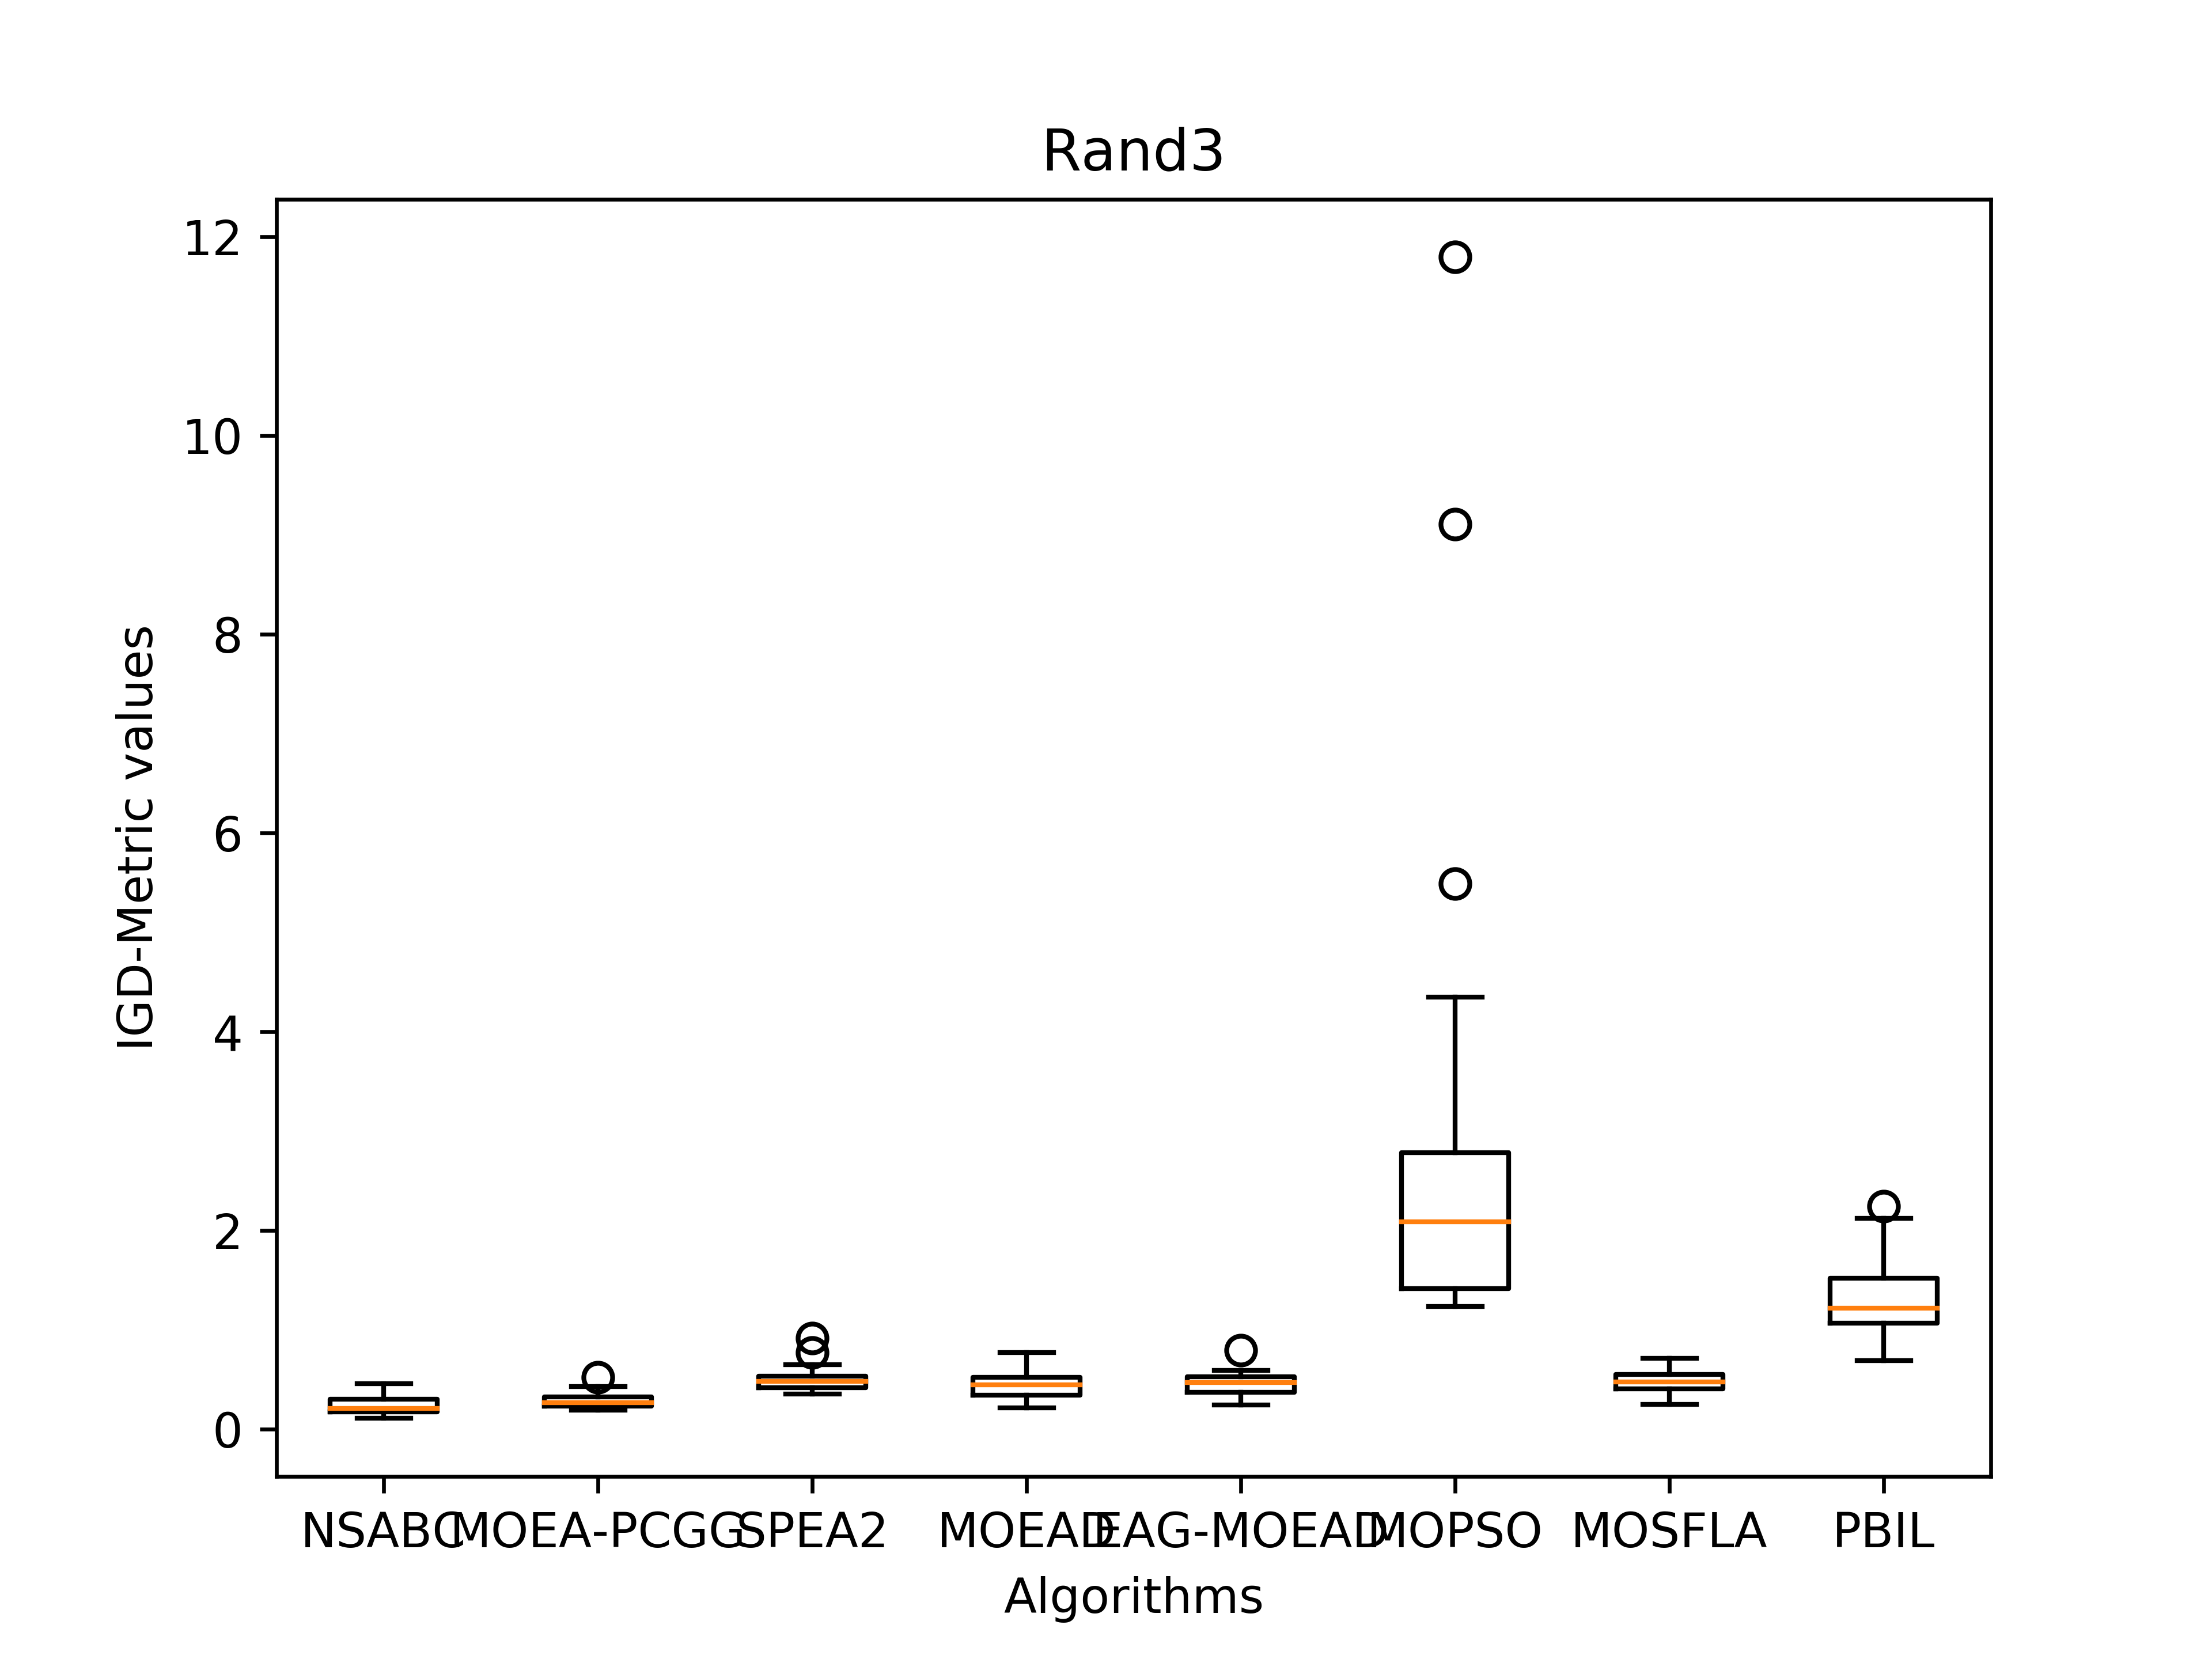 Rand3
12
10
8
6
4
2
0
IGD-Metric values
NSABC MOEA-PCGG SPEA2 MOEAD EAG-MOEAD MOPSO MOSFLA PBIL
Algorithms